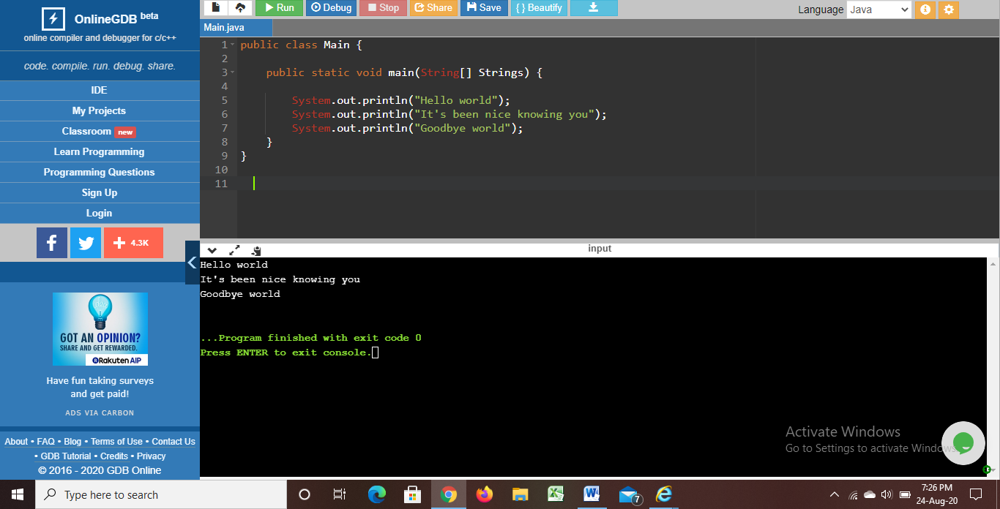 OnlineGDB beta
online compiler and debugger for c/c++
code. compile. run. debug. share.
IDE
My Projects
Classroom new
Learn Programming
Programming Questions
Sign Up
Login
f
4.3K
GOT AN OPINION?
SHARE AND GET REWARDED.
Rakuten AIP
Have fun taking surveys
and get paid!
ADS VIA CARBON
About • FAQ • Blog • Terms of Use • Contact Us
• GDB Tutorial • Credits • Privacy
© 2016 - 2020 GDB Online
Run Debug Stop Share Save { } Beautify
Language Java
Main.java
1 public class Main {
2
3 public static void main(String[] Strings) {
4
5 System.out.println("Hello world");
6 System.out.println("It's been nice knowing you");
7 System.out.println("Goodbye world");
8 }
9 }
10
11
input
Hello world
It's been nice knowing you
Goodbye world
...Program finished with exit code 0
Press ENTER to exit console.
Activate Windows
Go to Settings to activate Windows.
Type here to search
7
7:26 PM
24-Aug-20